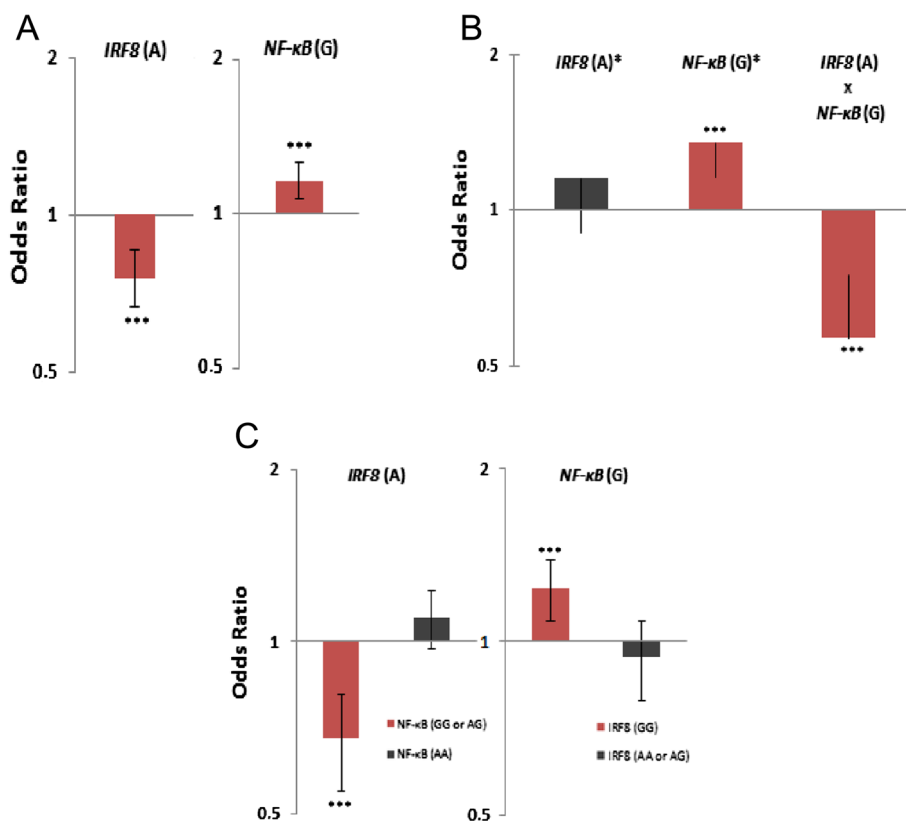 A
IRF8 (A)
NF-κB (G)
2
2
***
Odds Ratio
1
1
***
0.5
0.5
B
2
IRF8 (A)*
NF-κB (G)*
IRF8 (A)
x
NF-κB (G)
***
Odds Ratio
1
***
0.5
C
2
IRF8 (A)
2
NF-κB (G)
***
Odds Ratio
1
1
NF-κB (GG or AG)
NF-κB (AA)
IRF8 (GG)
IRF8 (AA or AG)
***
0.5
0.5